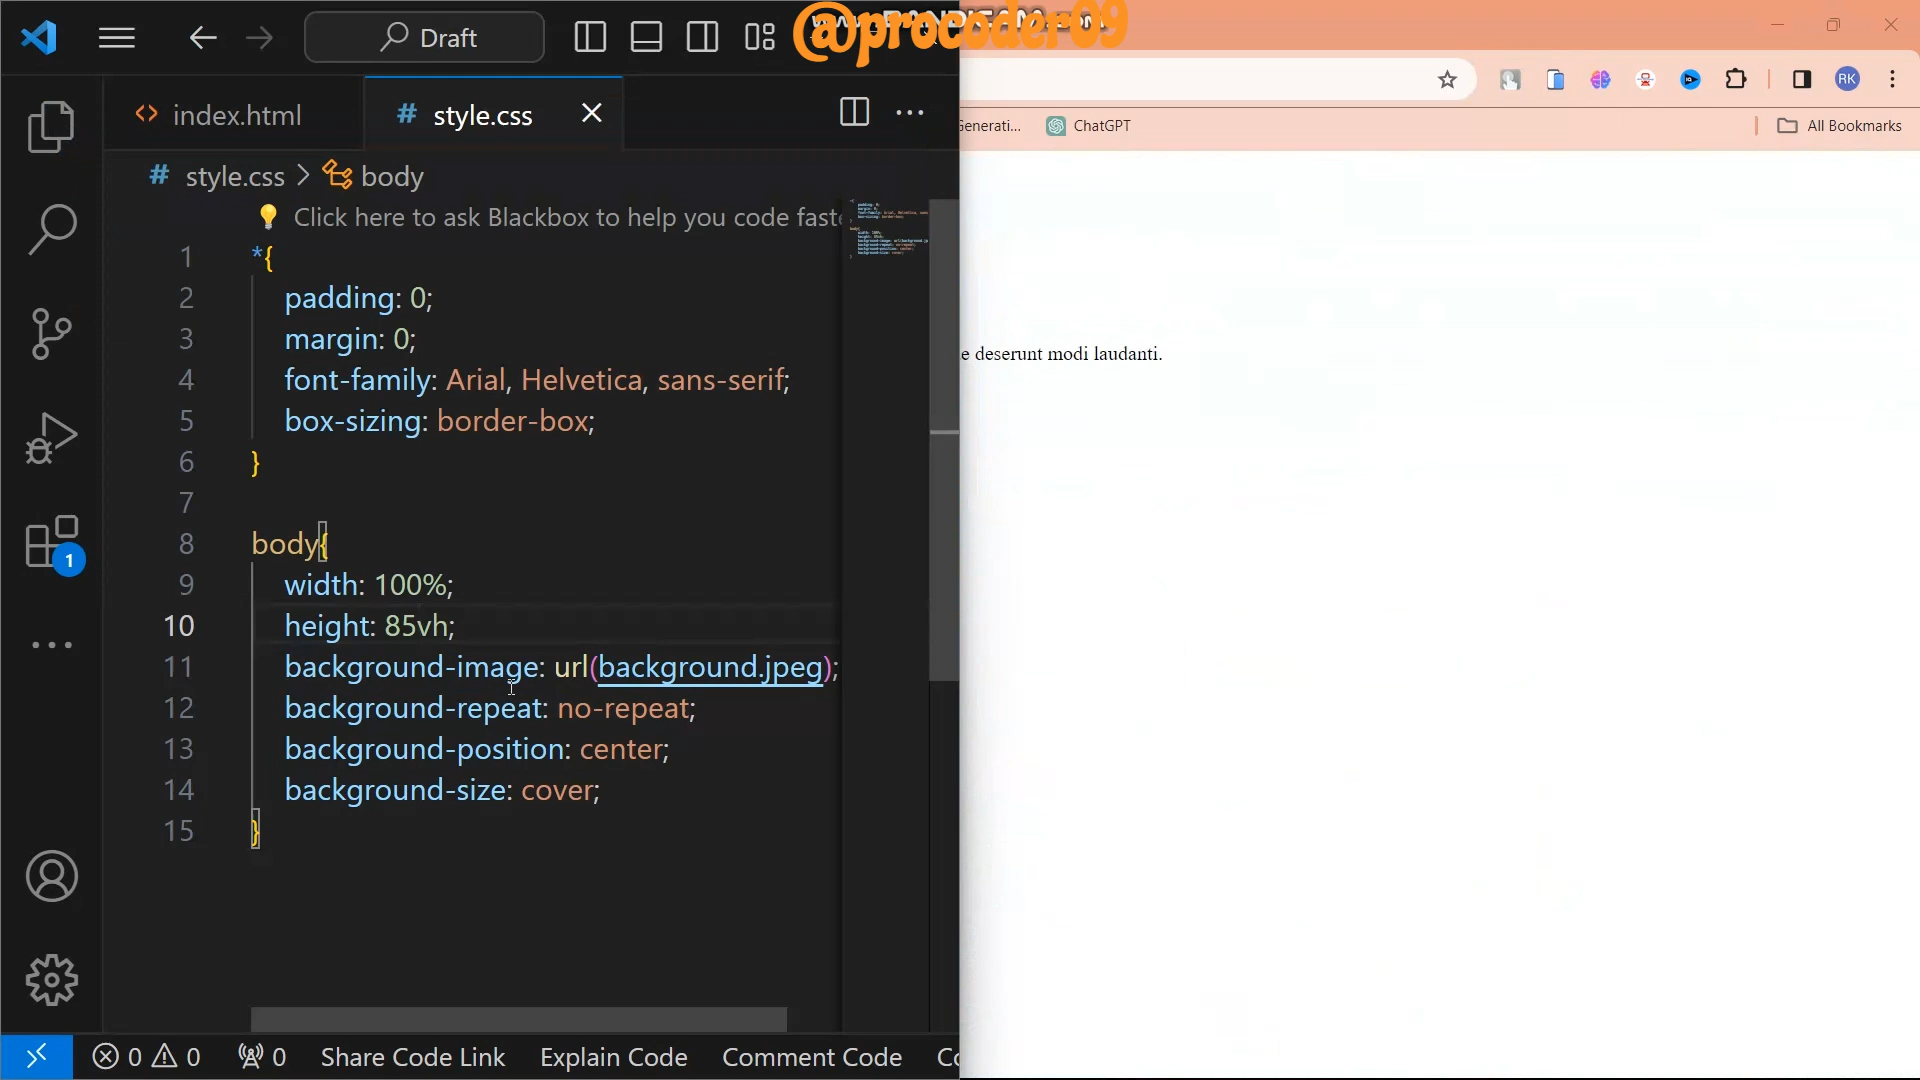 Draft
@procoder09
RK
index.html
# style.css
enerati...
ChatGPT
All Bookmarks
# style.css > body
Click here to ask Blackbox to help you code faste
1 *{
2 padding: 0;
3 margin: 0;
4 font-family: Arial, Helvetica, sans-serif;
5 box-sizing: border-box;
6 }
7
8 body{
9 width: 100%;
10 height: 85vh;
11 background-image: url(background.jpeg);
12 background-repeat: no-repeat;
13 background-position: center;
14 background-size: cover;
15 }
e deserunt modi laudanti.
1
0 0 0 Share Code Link Explain Code Comment Code